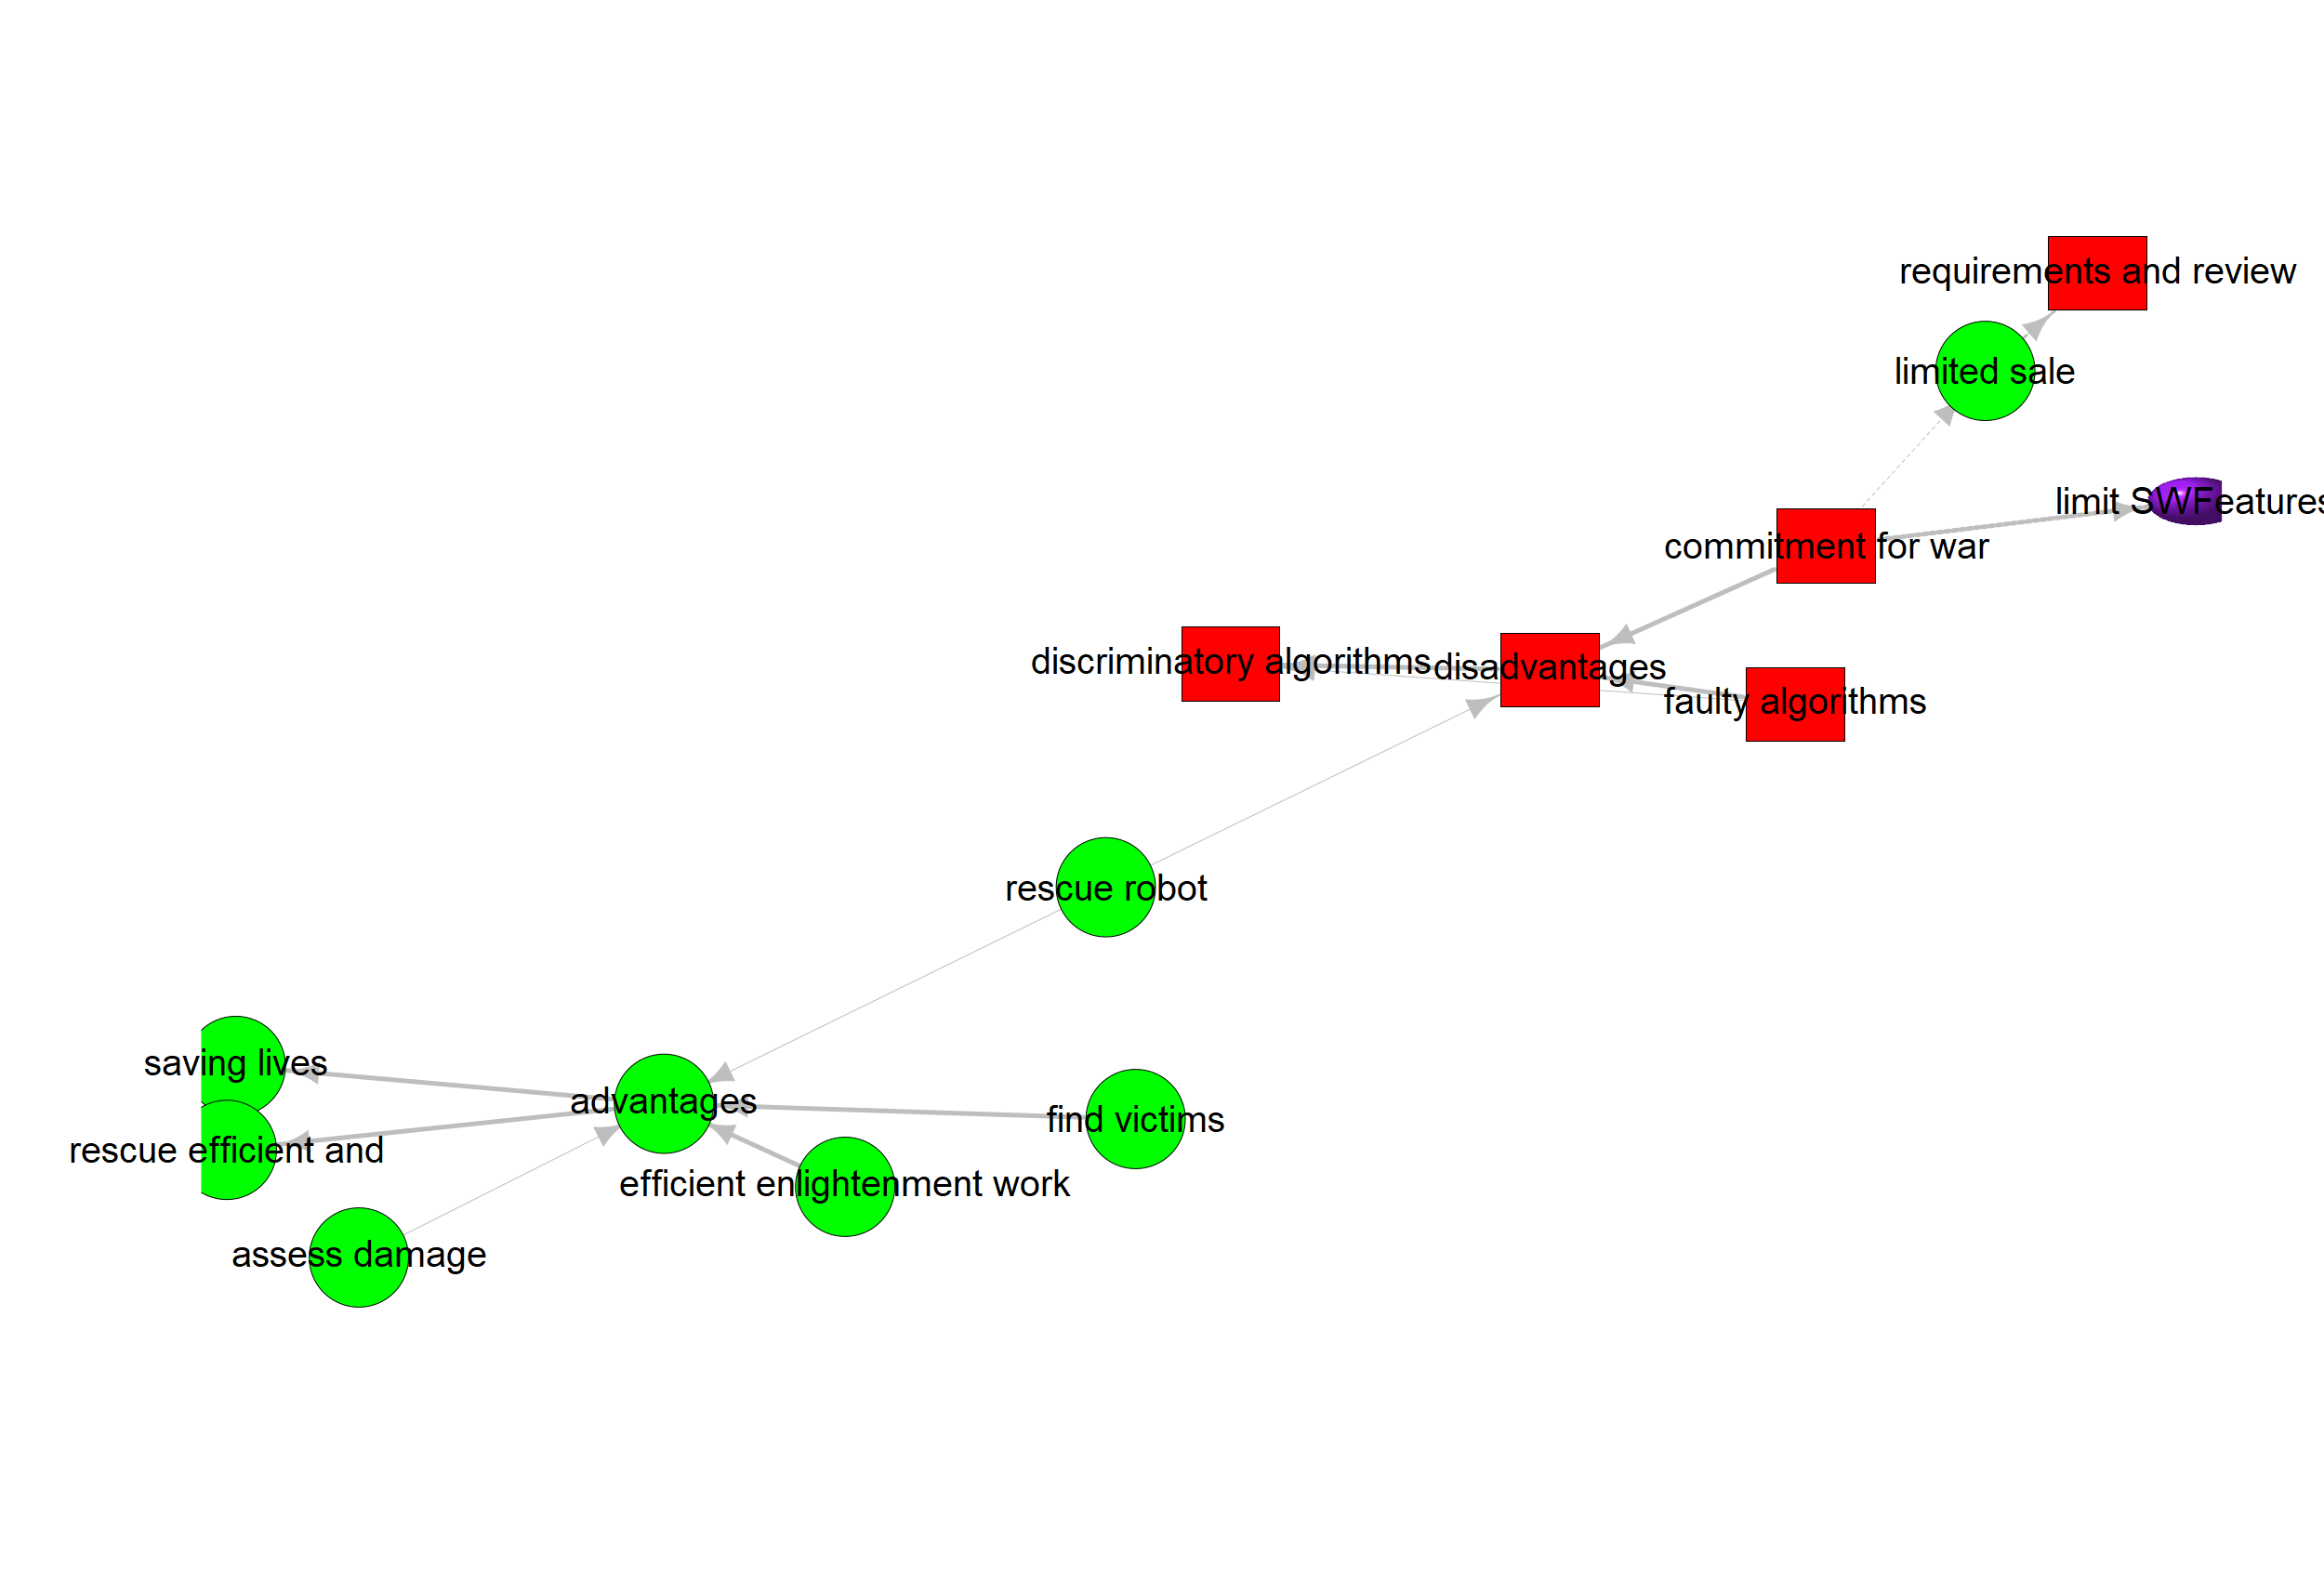 requirements and review
limited sale
limit SWFeatures
commitment for war
discriminatory algorithms
disadvantages
faulty algorithms
rescue robot
saving lives
advantages
find victims
rescue efficient and
efficient enlightenment work
assess damage